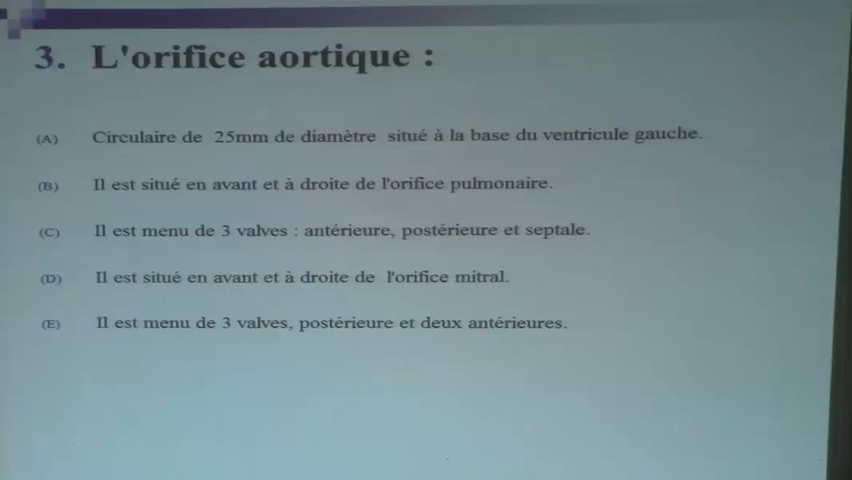 3. L'orifice aortique :
(A) Circulaire de 25mm de diamètre situé à la base du ventricule gauche.
(B) Il est situé en avant et à droite de l'orifice pulmonaire.
(C) Il est menu de 3 valves : antérieure, postérieure et septale.
(D) Il est situé en avant et à droite de l'orifice mitral.
(E) Il est menu de 3 valves, postérieure et deux antérieures.